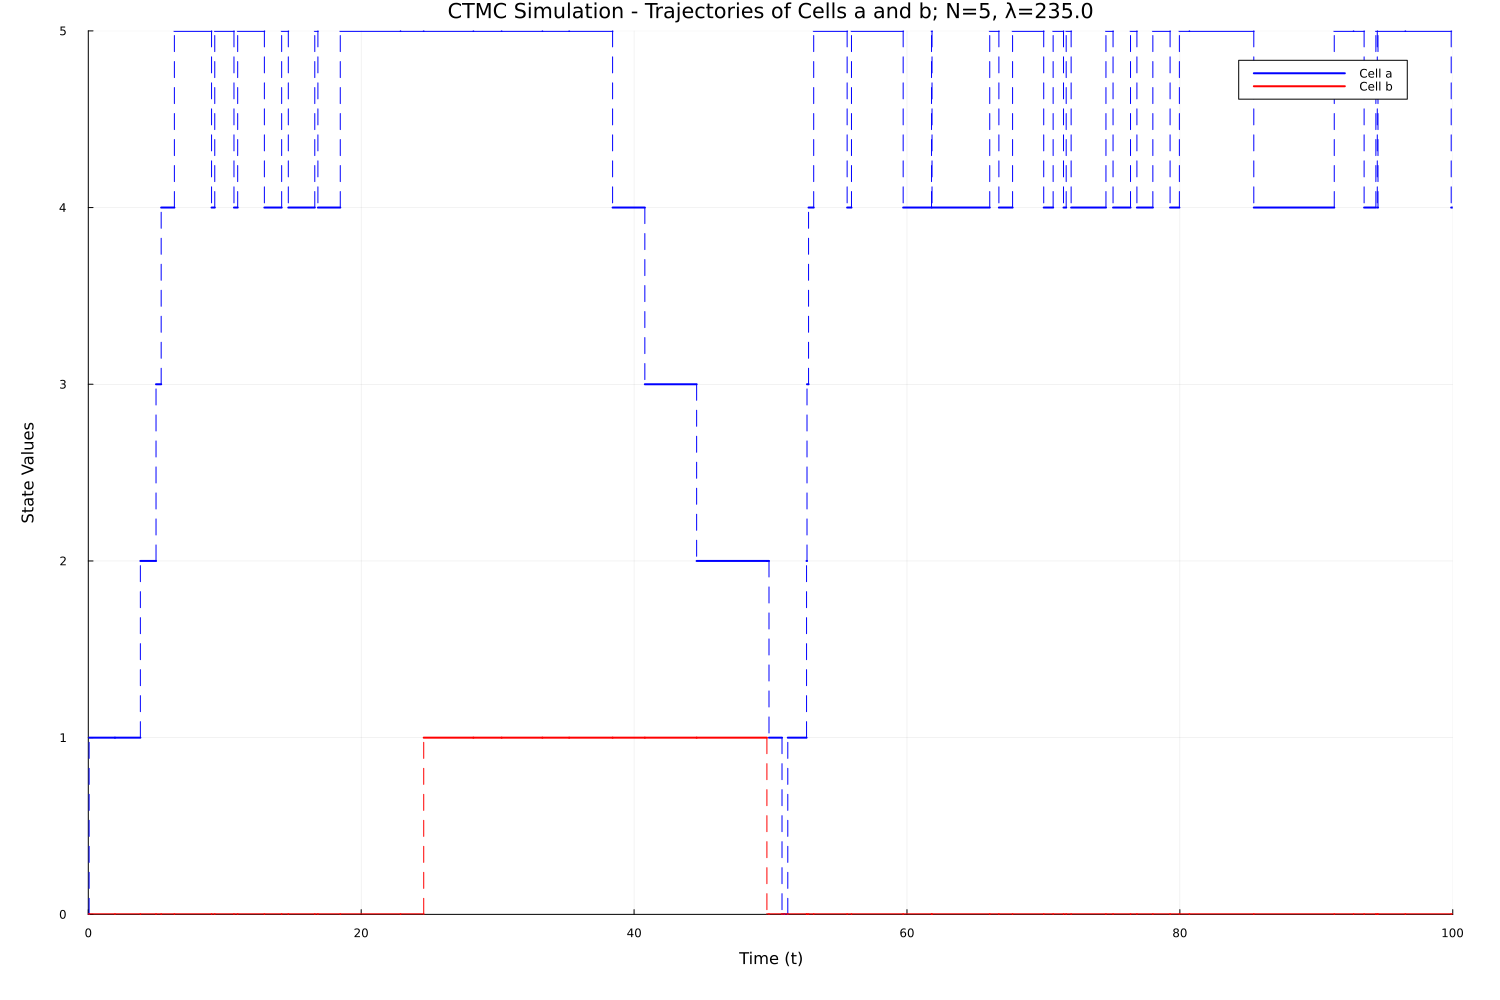 CTMC Simulation - Trajectories of Cells a and b; N=5, λ=235.0
5
Cell a
Cell b
4
3
State Values
2
1
0
0 20 40 60 80 100
Time (t)